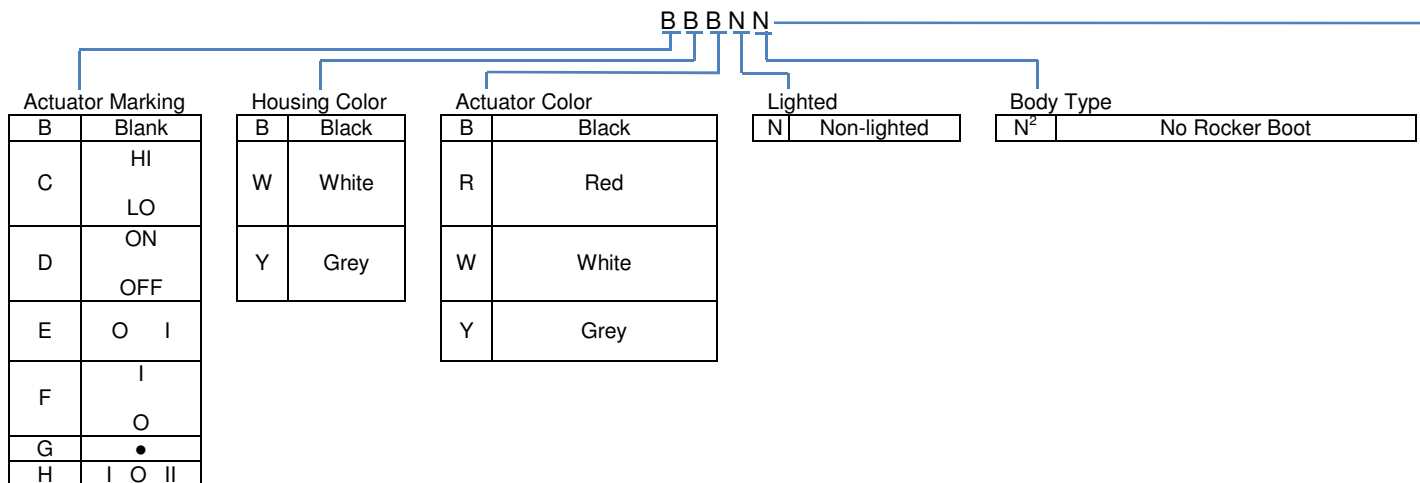 B B B N N
Actuator Marking
B Blank
C HI LO
D ON OFF
E O I
F I O
G ●
H I O II
Housing Color
B Black
W White
Y Grey
Actuator Color
B Black
R Red
W White
Y Grey
Lighted
N Non-lighted
Body Type
N² No Rocker Boot